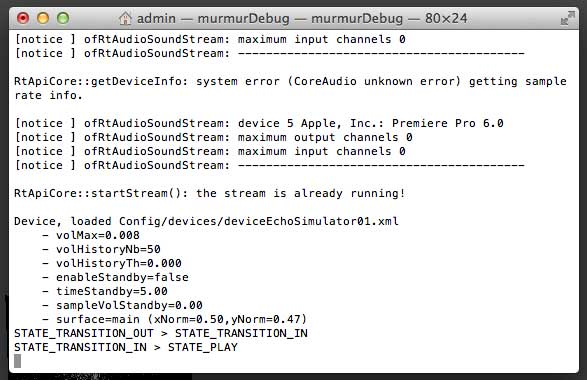 admin — murmurDebug — murmurDebug — 80×24
[notice ] ofRtAudioSoundStream: maximum input channels 0
[notice ] ofRtAudioSoundStream: -----------------------------------------
RtApiCore::getDeviceInfo: system error (CoreAudio unknown error) getting sample
rate info.
[notice ] ofRtAudioSoundStream: device 5 Apple, Inc.: Premiere Pro 6.0
[notice ] ofRtAudioSoundStream: maximum output channels 0
[notice ] ofRtAudioSoundStream: maximum input channels 0
[notice ] ofRtAudioSoundStream: -----------------------------------------
RtApiCore::startStream(): the stream is already running!
Device, loaded Config/devices/deviceEchoSimulator01.xml
    - volMax=0.008
    - volHistoryNb=50
    - volHistoryTh=0.000
    - enableStandby=false
    - timeStandby=5.00
    - sampleVolStandby=0.00
    - surface=main (xNorm=0.50,yNorm=0.47)
STATE_TRANSITION_OUT > STATE_TRANSITION_IN
STATE_TRANSITION_IN > STATE_PLAY